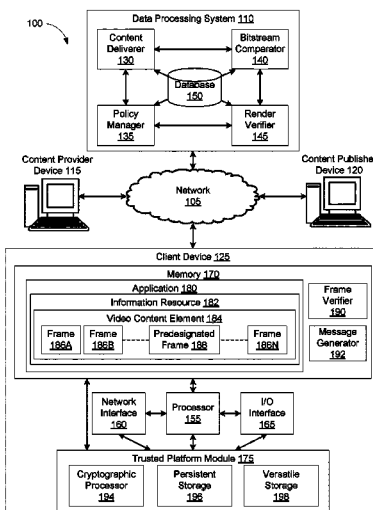 100
Data Processing System 110
Content Deliverer 130
Bitstream Comparator 140
Database 150
Policy Manager 135
Render Verifier 145
Content Provider Device 115
Content Publishe Device 120
Network 105
Client Device 125
Memory 170
Application 180
Information Resource 182
Video Content Element 184
Frame 186A
Frame 186B
Predesignated Frame 188
Frame 186N
Frame Verifier 190
Message Generator 192
Network Interface 160
Processor 155
I/O Interface 165
Trusted Platform Module 175
Cryptographic Processor 194
Persistent Storage 196
Versatile Storage 198